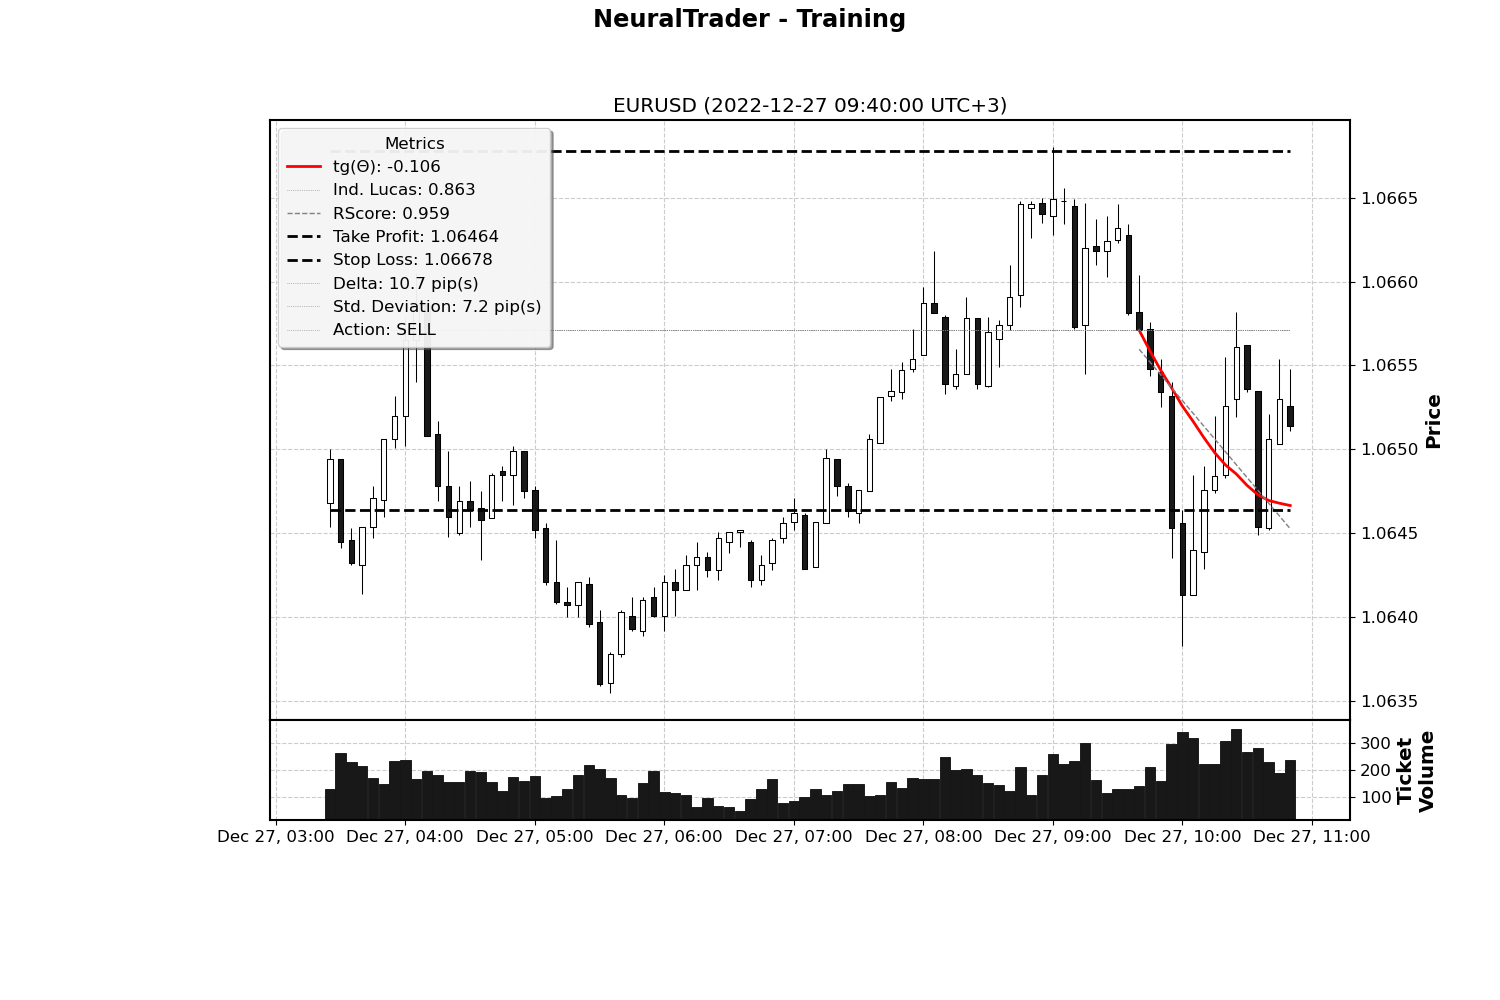 NeuralTrader - Training
EURUSD (2022-12-27 09:40:00 UTC+3)
Metrics
tg(Θ): -0.106
Ind. Lucas: 0.863
RScore: 0.959
Take Profit: 1.06464
Stop Loss: 1.06678
Delta: 10.7 pip(s)
Std. Deviation: 7.2 pip(s)
Action: SELL
1.0665
1.0660
1.0655
1.0650
1.0645
1.0640
1.0635
Price
300
200
100
Ticket
Volume
Dec 27, 03:00 Dec 27, 04:00 Dec 27, 05:00 Dec 27, 06:00 Dec 27, 07:00 Dec 27, 08:00 Dec 27, 09:00 Dec 27, 10:00 Dec 27, 11:00